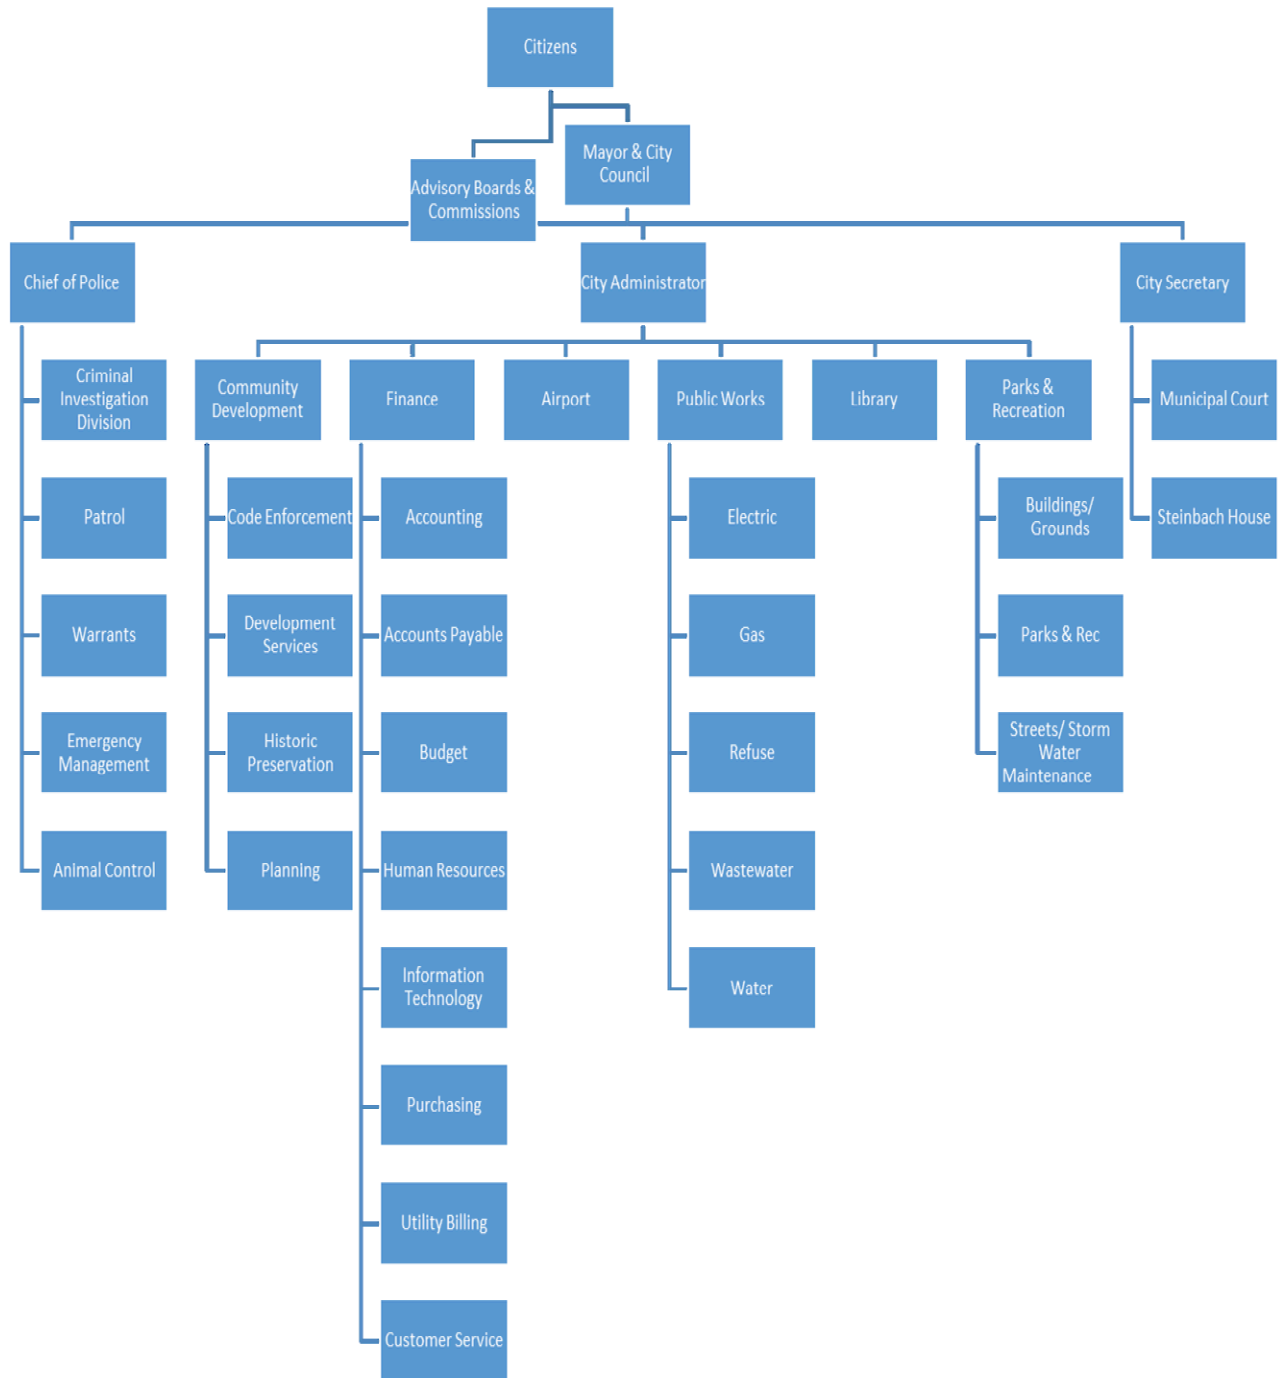 Citizens
Mayor & City
Council
Advisory Boards &
Commissions
Chief of Police
City Administrator
City Secretary
Criminal
Investigation
Division
Community
Development
Finance
Airport
Public Works
Library
Parks &
Recreation
Municipal Court
Patrol
Code Enforcement
Accounting
Electric
Buildings/
Grounds
Steinbach House
Warrants
Development
Services
Accounts Payable
Gas
Parks & Rec
Emergency
Management
Historic
Preservation
Budget
Refuse
Streets/ Storm
Water
Maintenance
Animal Control
Planning
Human Resources
Wastewater
Information
Technology
Water
Purchasing
Utility Billing
Customer Service